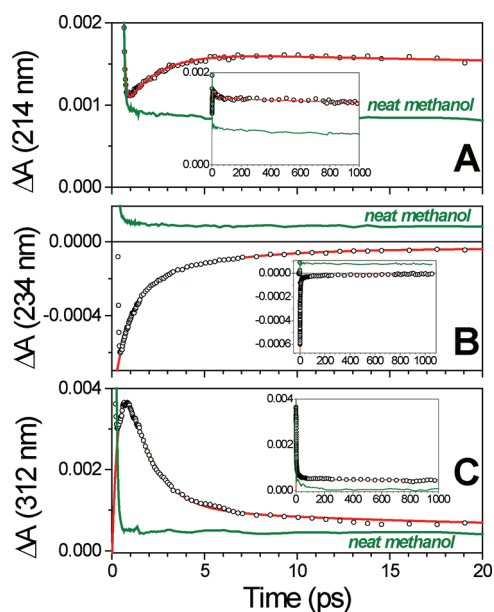 0.002
0.001
0.000
ΔA (214 nm)
neat methanol
A
0.002
0.000
0 200 400 600 800 1000
0.0000
-0.0004
ΔA (234 nm)
neat methanol
B
0.0000
-0.0002
-0.0004
-0.0006
0 200 400 600 800 1000
0.004
0.002
0.000
ΔA (312 nm)
neat methanol
C
0.004
0.002
0.000
0 200 400 600 800 1000
0 5 10 15 20
Time (ps)